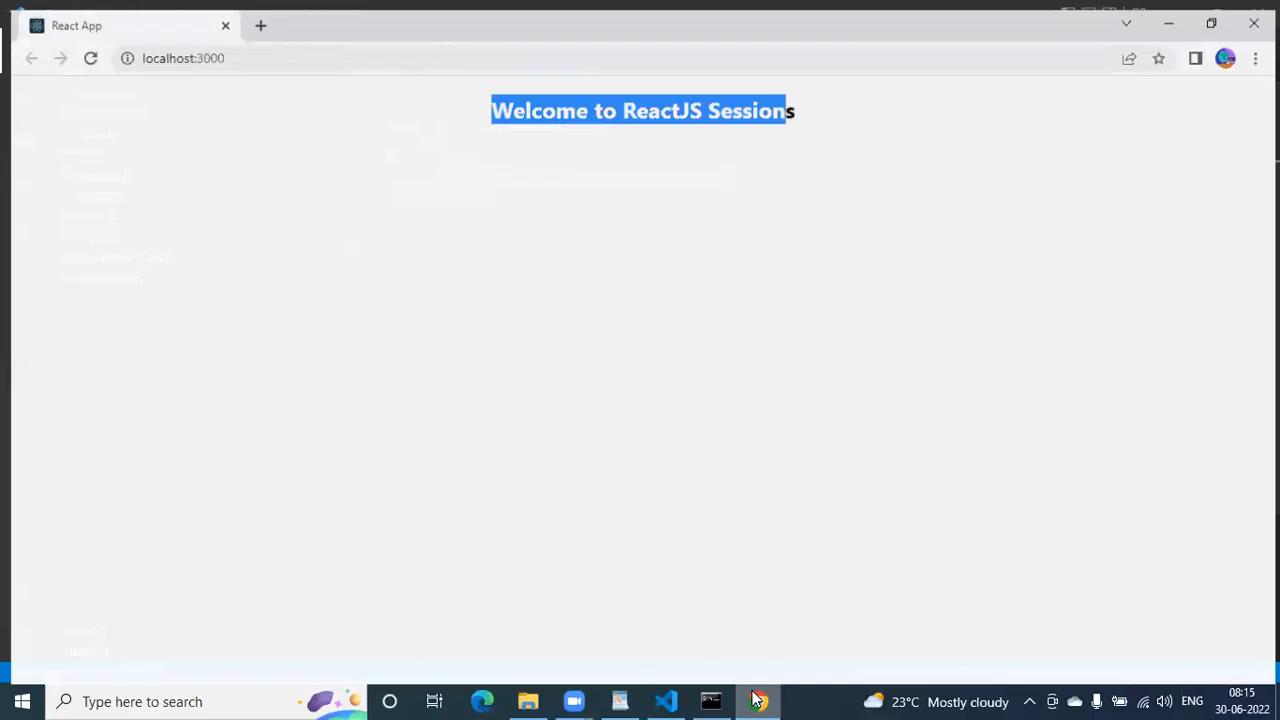 React App
localhost:3000
Welcome to ReactJS Sessions
Type here to search
23°C Mostly cloudy
ENG
08:15
30-06-2022